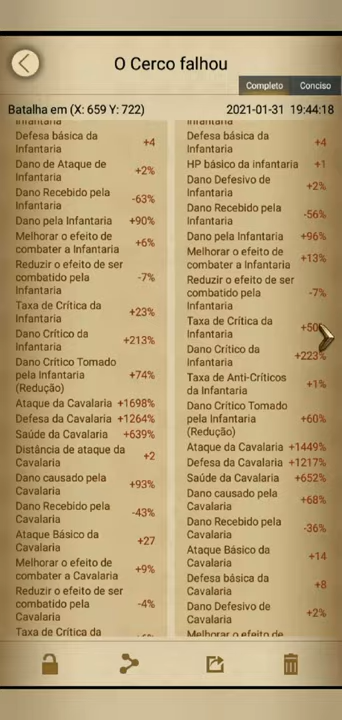 O Cerco falhou
Completo
Conciso
Batalha em (X: 659 Y: 722)
2021-01-31 19:44:18
Infantaria
Defesa básica da
Infantaria
+4
Dano de Ataque de
Infantaria
+2%
Dano Recebido pela
Infantaria
-63%
Dano pela Infantaria
+90%
Melhorar o efeito de
combater a Infantaria
+6%
Reduzir o efeito de ser
combatido pela
Infantaria
-7%
Taxa de Crítica da
Infantaria
+23%
Dano Crítico da
Infantaria
+213%
Dano Crítico Tomado
pela Infantaria
(Redução)
+74%
Ataque da Cavalaria +1698%
Defesa da Cavalaria +1264%
Saúde da Cavalaria +639%
Distância de ataque da
Cavalaria
+2
Dano causado pela
Cavalaria
+93%
Dano Recebido pela
Cavalaria
-43%
Ataque Básico da
Cavalaria
+27
Melhorar o efeito de
combater a Cavalaria
+9%
Reduzir o efeito de ser
combatido pela
Cavalaria
-4%
Taxa de Crítica da
Infantaria
Defesa básica da
Infantaria
+4
HP básico da infantaria +1
Dano Defesivo de
Infantaria
+2%
Dano Recebido pela
Infantaria
-56%
Dano pela Infantaria +96%
Melhorar o efeito de
combater a Infantaria
+13%
Reduzir o efeito de ser
combatido pela
Infantaria
-7%
Taxa de Crítica da
Infantaria
Dano Crítico da
Infantaria
+223%
Taxa de Anti-Críticos
da Infantaria
+1%
Dano Crítico Tomado
pela Infantaria
(Redução)
+60%
Ataque da Cavalaria +1449%
Defesa da Cavalaria +1217%
Saúde da Cavalaria +652%
Dano causado pela
Cavalaria
+68%
Dano Recebido pela
Cavalaria
-36%
Ataque Básico da
Cavalaria
+14
Defesa básica da
Cavalaria
+8
Dano Defesivo de
Cavalaria
+2%
Melhorar o efeito de